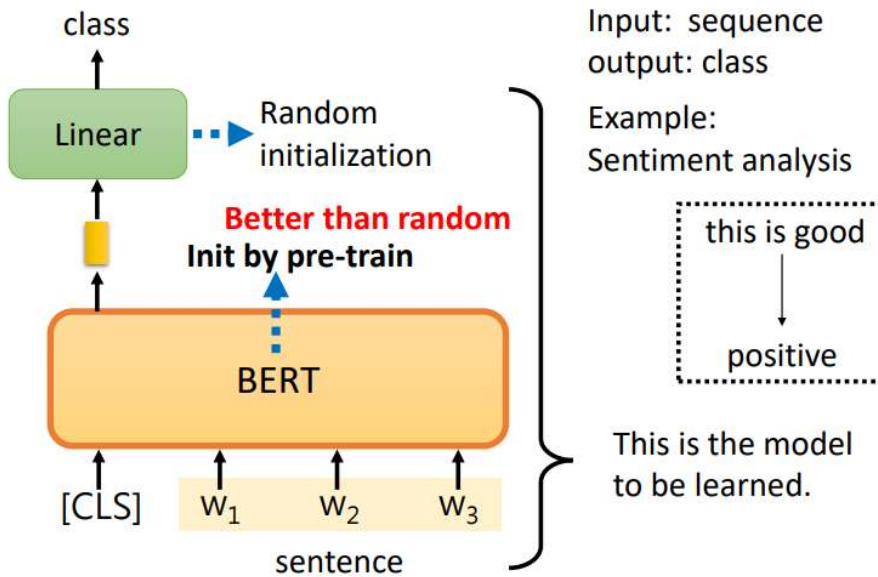 class
Linear
Random
initialization
Better than random
Init by pre-train
BERT
[CLS]
w1
w2
w3
sentence
Input: sequence
output: class
Example:
Sentiment analysis
this is good
positive
This is the model
to be learned.